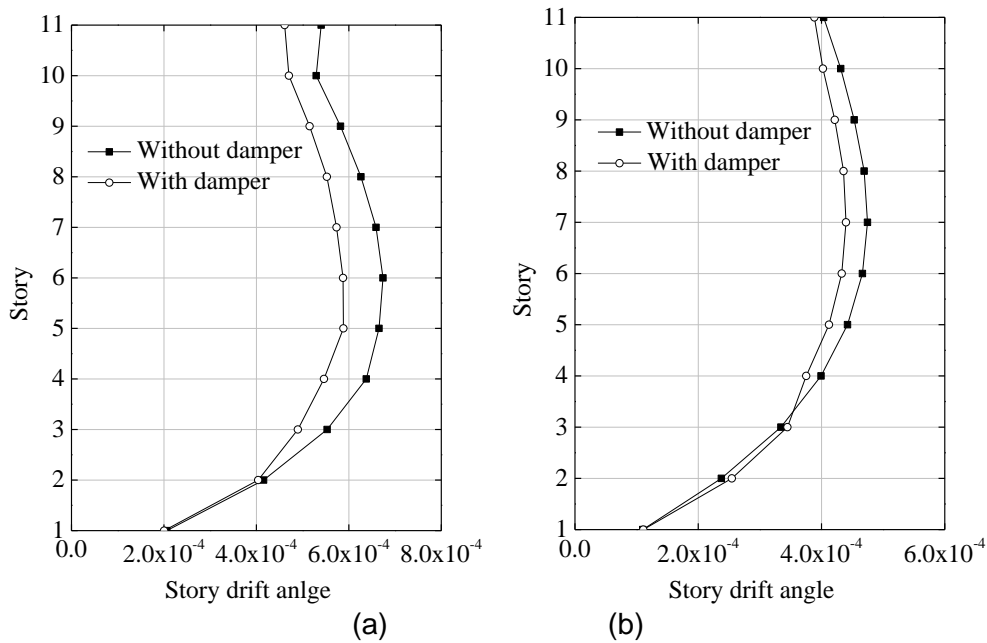 11
10
9
8
7
6
5
4
3
2
1
Story
Without damper
With damper
0.0 2.0x10⁻⁴ 4.0x10⁻⁴ 6.0x10⁻⁴ 8.0x10⁻⁴
Story drift anlge
(a)
11
10
9
8
7
6
5
4
3
2
1
Story
Without damper
With damper
0.0 2.0x10⁻⁴ 4.0x10⁻⁴ 6.0x10⁻⁴
Story drift angle
(b)